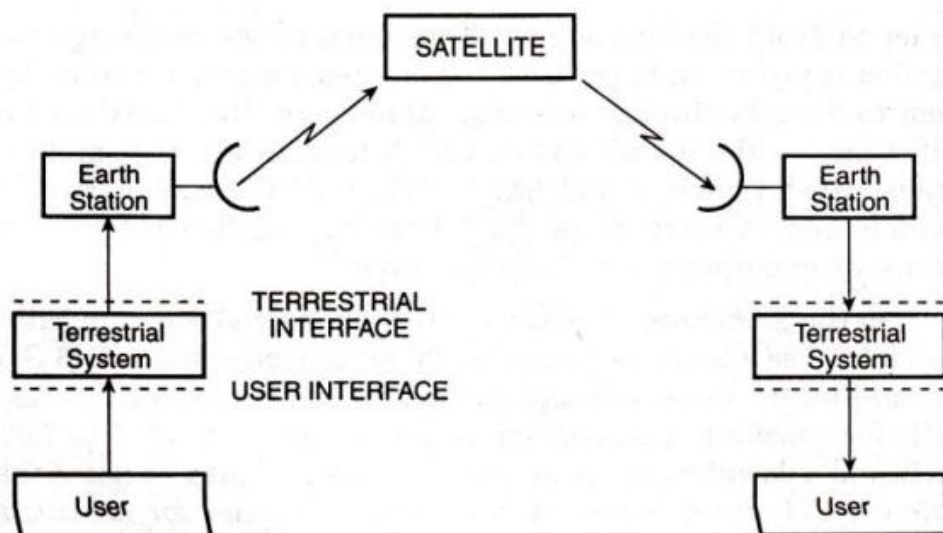 SATELLITE
Earth
Station
Earth
Station
TERRESTRIAL
INTERFACE
Terrestrial
System
Terrestrial
System
USER INTERFACE
User
User